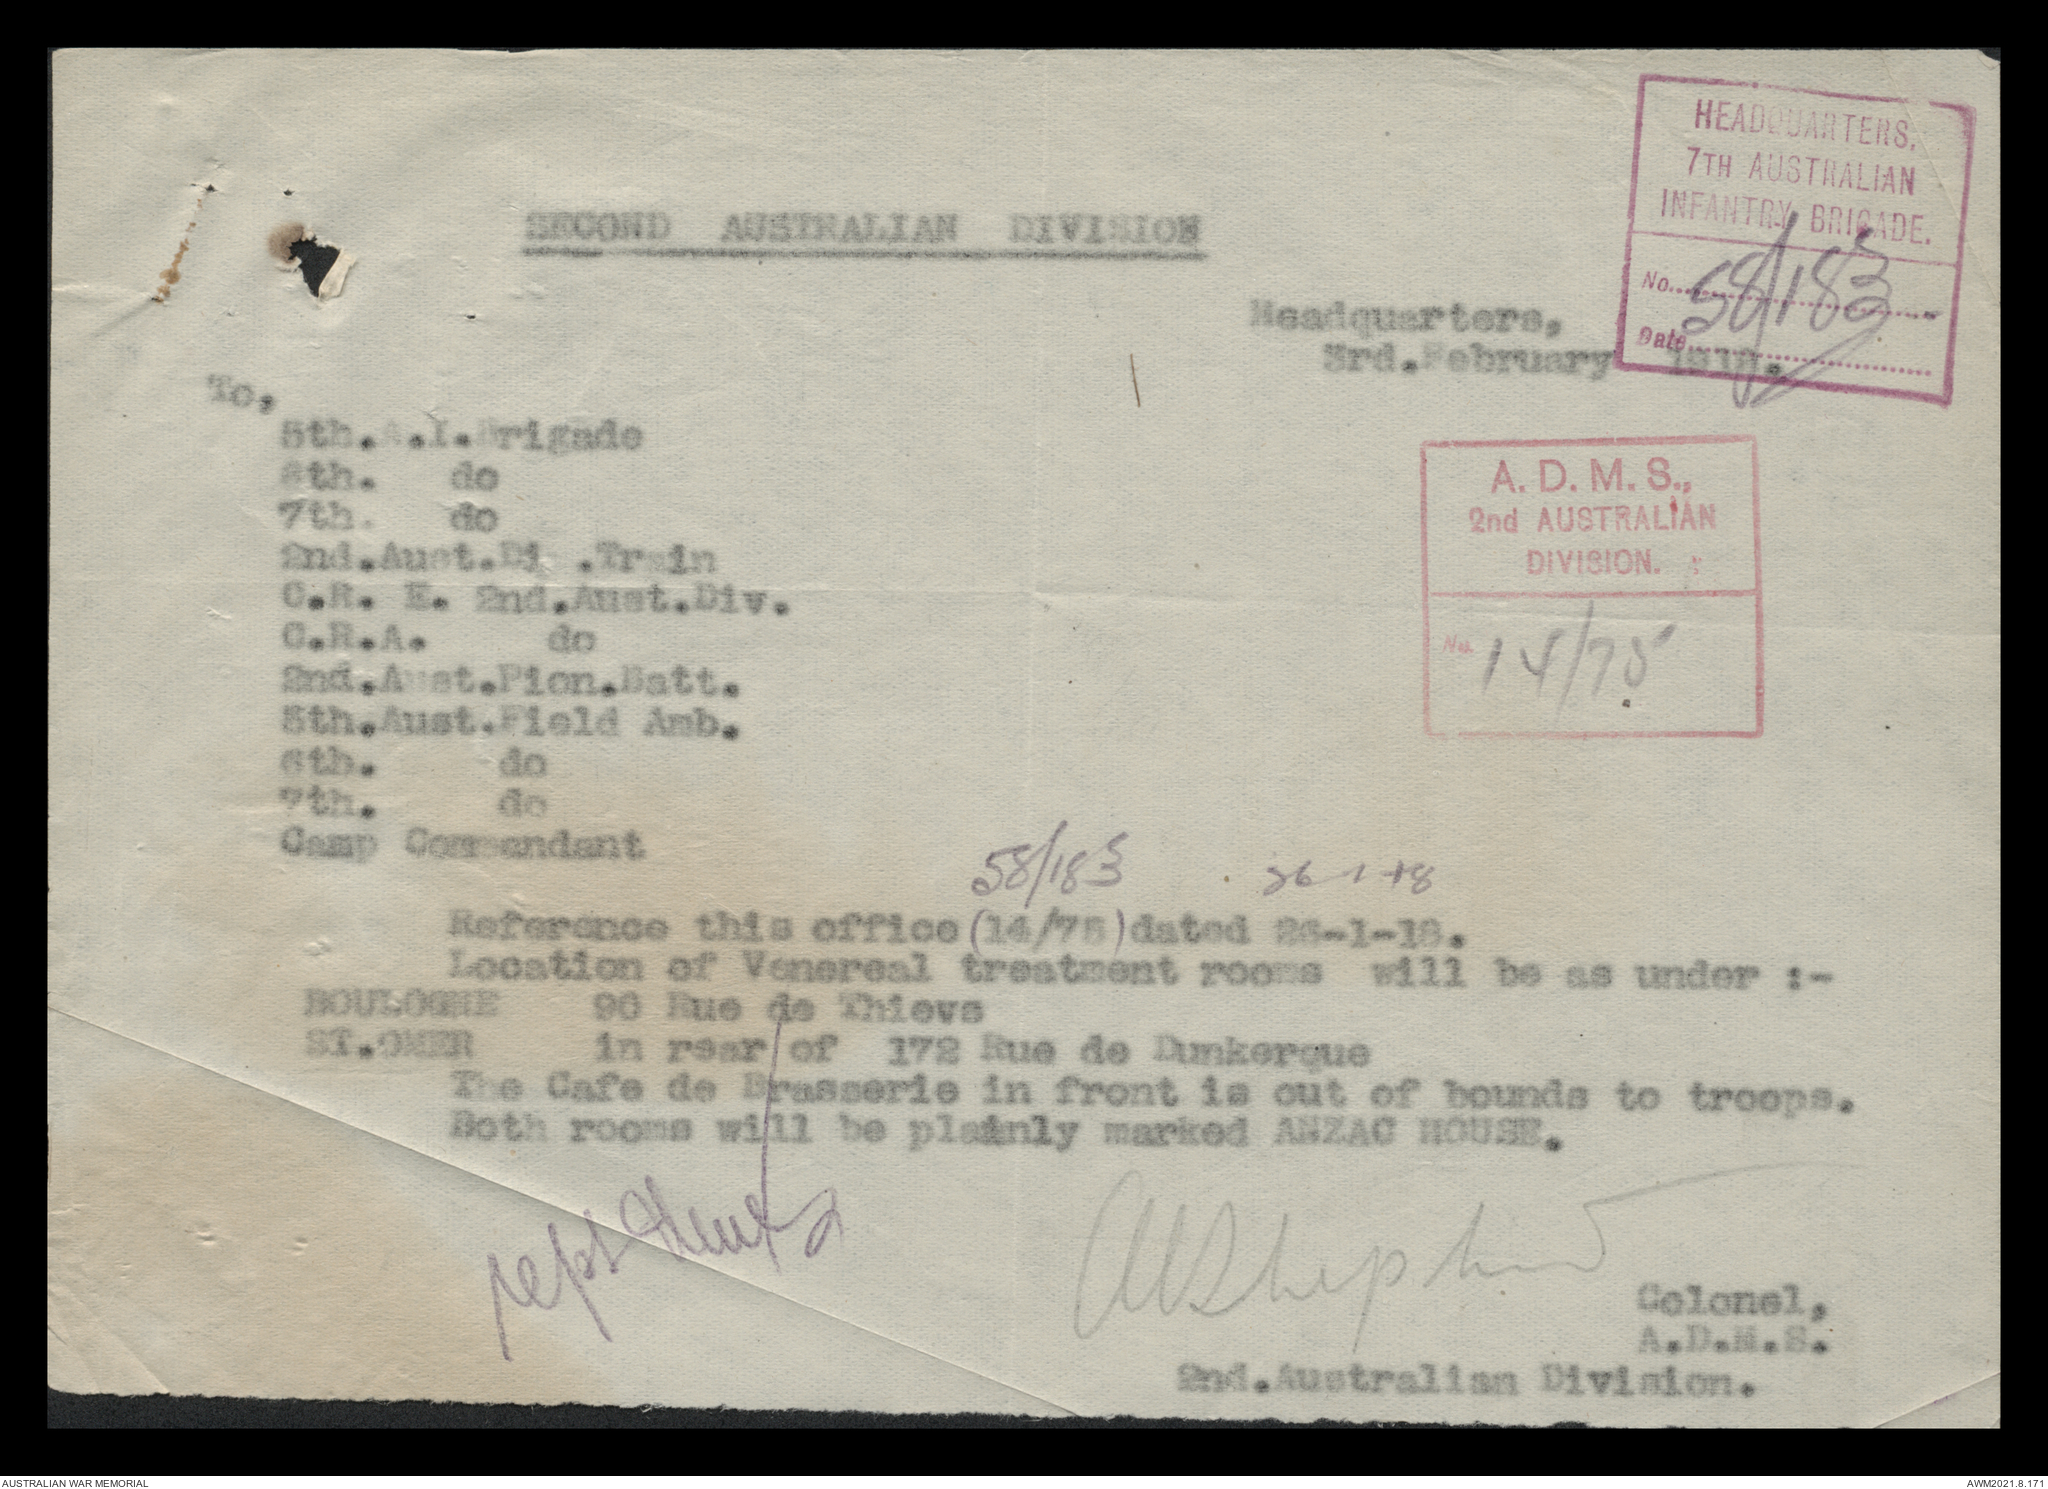 HEADQUARTERS,
7TH AUSTRALIAN
INFANTRY BRIGADE.
No. 58/183
Date
SECOND AUSTRALIAN DIVISION
Headquarters,
3rd.February 1918.
A. D. M. S.,
2nd AUSTRALIAN
DIVISION.
No. 14/75
To,
5th.A.I.Brigade
6th. do
7th. do
2nd.Aust.Di .Train
C.R. E. 2nd.Aust.Div.
C.R.A. do
2nd.Aust.Pion.Batt.
5th.Aust.Field Amb.
6th. do
7th. do
Camp Commandant
58/183 26-1-18
Reference this office (14/75) dated 26-1-18.
Location of Venereal treatment rooms will be as under :-
BOULOGNE 90 Rue de Thievs
ST.OMER in rear of 172 Rue de Dunkerque
The Cafe de Brasserie in front is out of bounds to troops.
Both rooms will be plainly marked ANZAC HOUSE.
AEShepherd
Colonel,
A.D.M.S.
2nd.Australian Division.
AUSTRALIAN WAR MEMORIAL
AWM2021.8.171